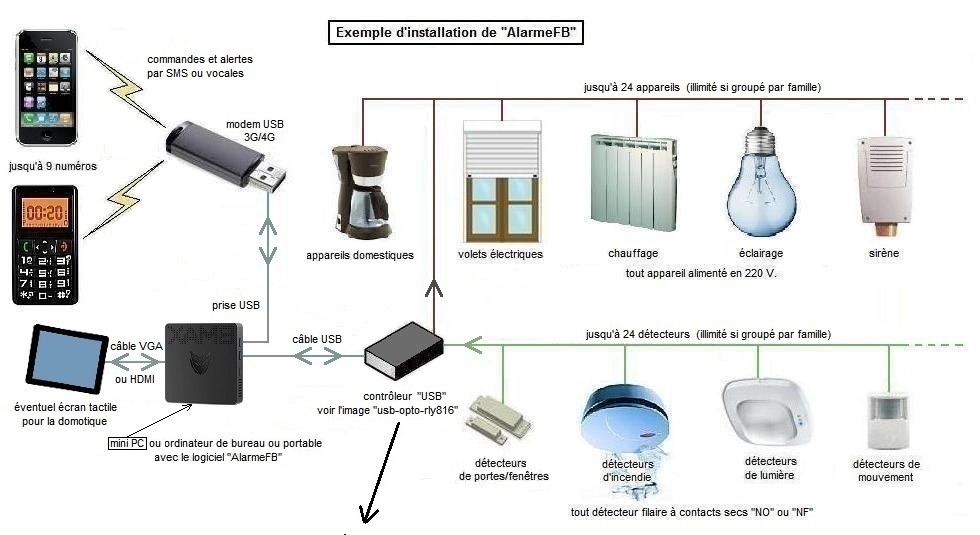 Exemple d'installation de "AlarmeFB"
commandes et alertes
par SMS ou vocales
modem USB
3G/4G
jusqu'à 9 numéros
00:20
jusqu'à 24 appareils (illimité si groupé par famille)
appareils domestiques
volets électriques
chauffage
éclairage
sirène
tout appareil alimenté en 220 V.
prise USB
câble VGA
ou HDMI
XAMB
câble USB
jusqu'à 24 détecteurs (illimité si groupé par famille)
éventuel écran tactile
pour la domotique
contrôleur "USB"
voir l'image "usb-opto-rly816"
mini PC ou ordinateur de bureau ou portable
avec le logiciel "AlarmeFB"
détecteurs
de portes/fenêtres
détecteurs
d'incendie
détecteurs
de lumière
détecteurs de
mouvement
tout détecteur filaire à contacts secs "NO" ou "NF"